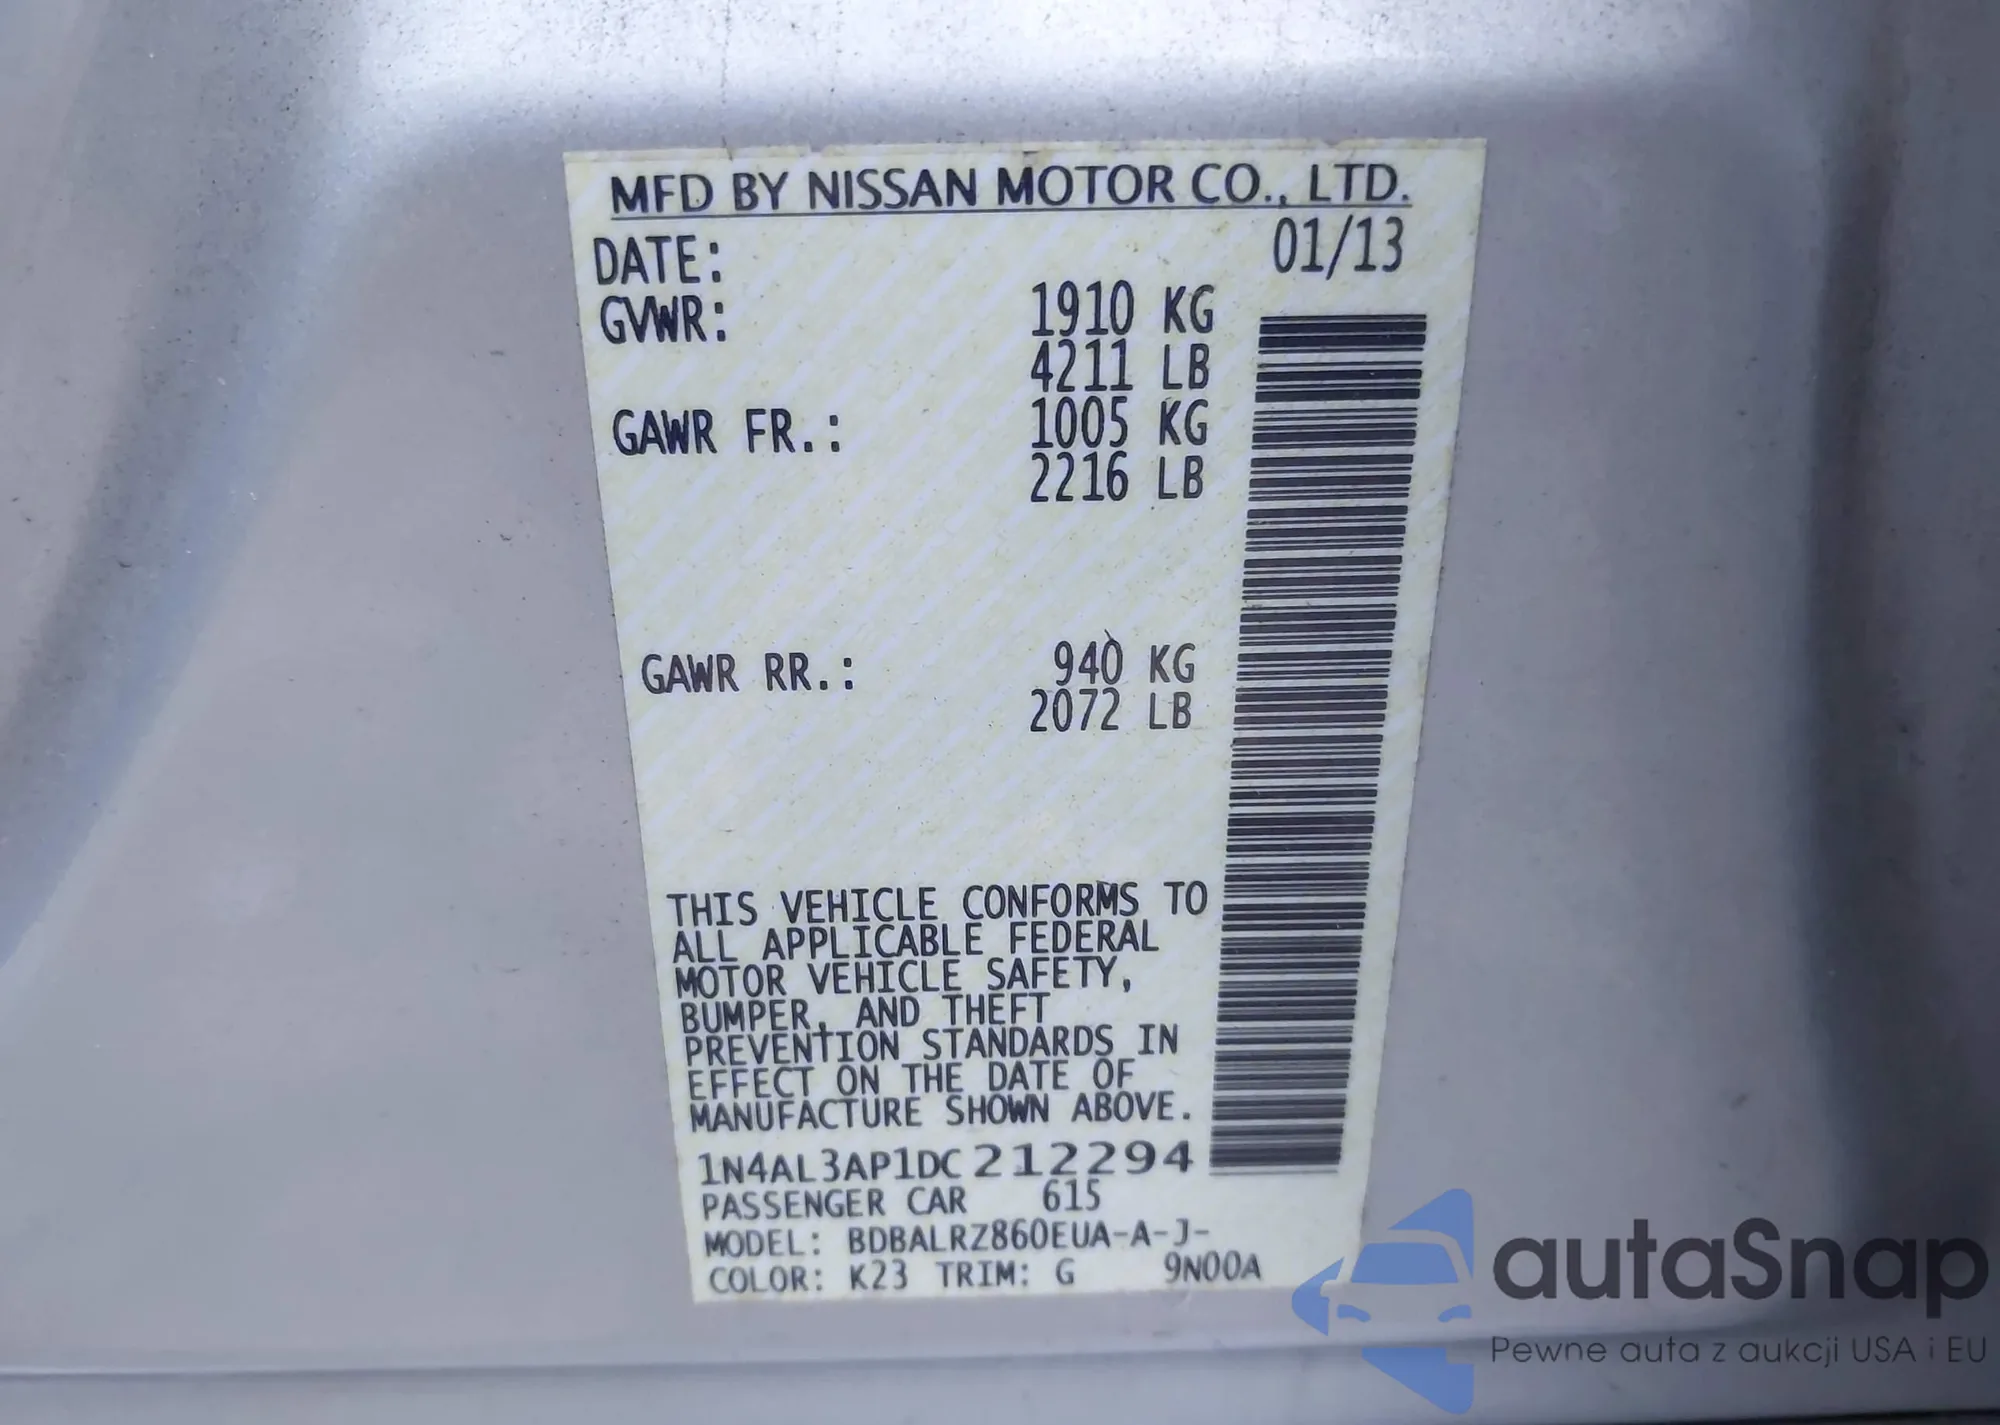 MFD BY NISSAN MOTOR CO., LTD.
DATE: 01/13
GVWR: 1910 KG
4211 LB
GAWR FR.: 1005 KG
2216 LB
GAWR RR.: 940 KG
2072 LB
THIS VEHICLE CONFORMS TO
ALL APPLICABLE FEDERAL
MOTOR VEHICLE SAFETY,
BUMPER, AND THEFT
PREVENTION STANDARDS IN
EFFECT ON THE DATE OF
MANUFACTURE SHOWN ABOVE.
1N4AL3AP1DC212294
PASSENGER CAR 615
MODEL: BDBALRZ860EUA-A-J-
COLOR: K23 TRIM: G 9N00A
autaSnap
Pewne auta z aukcji USA i EU